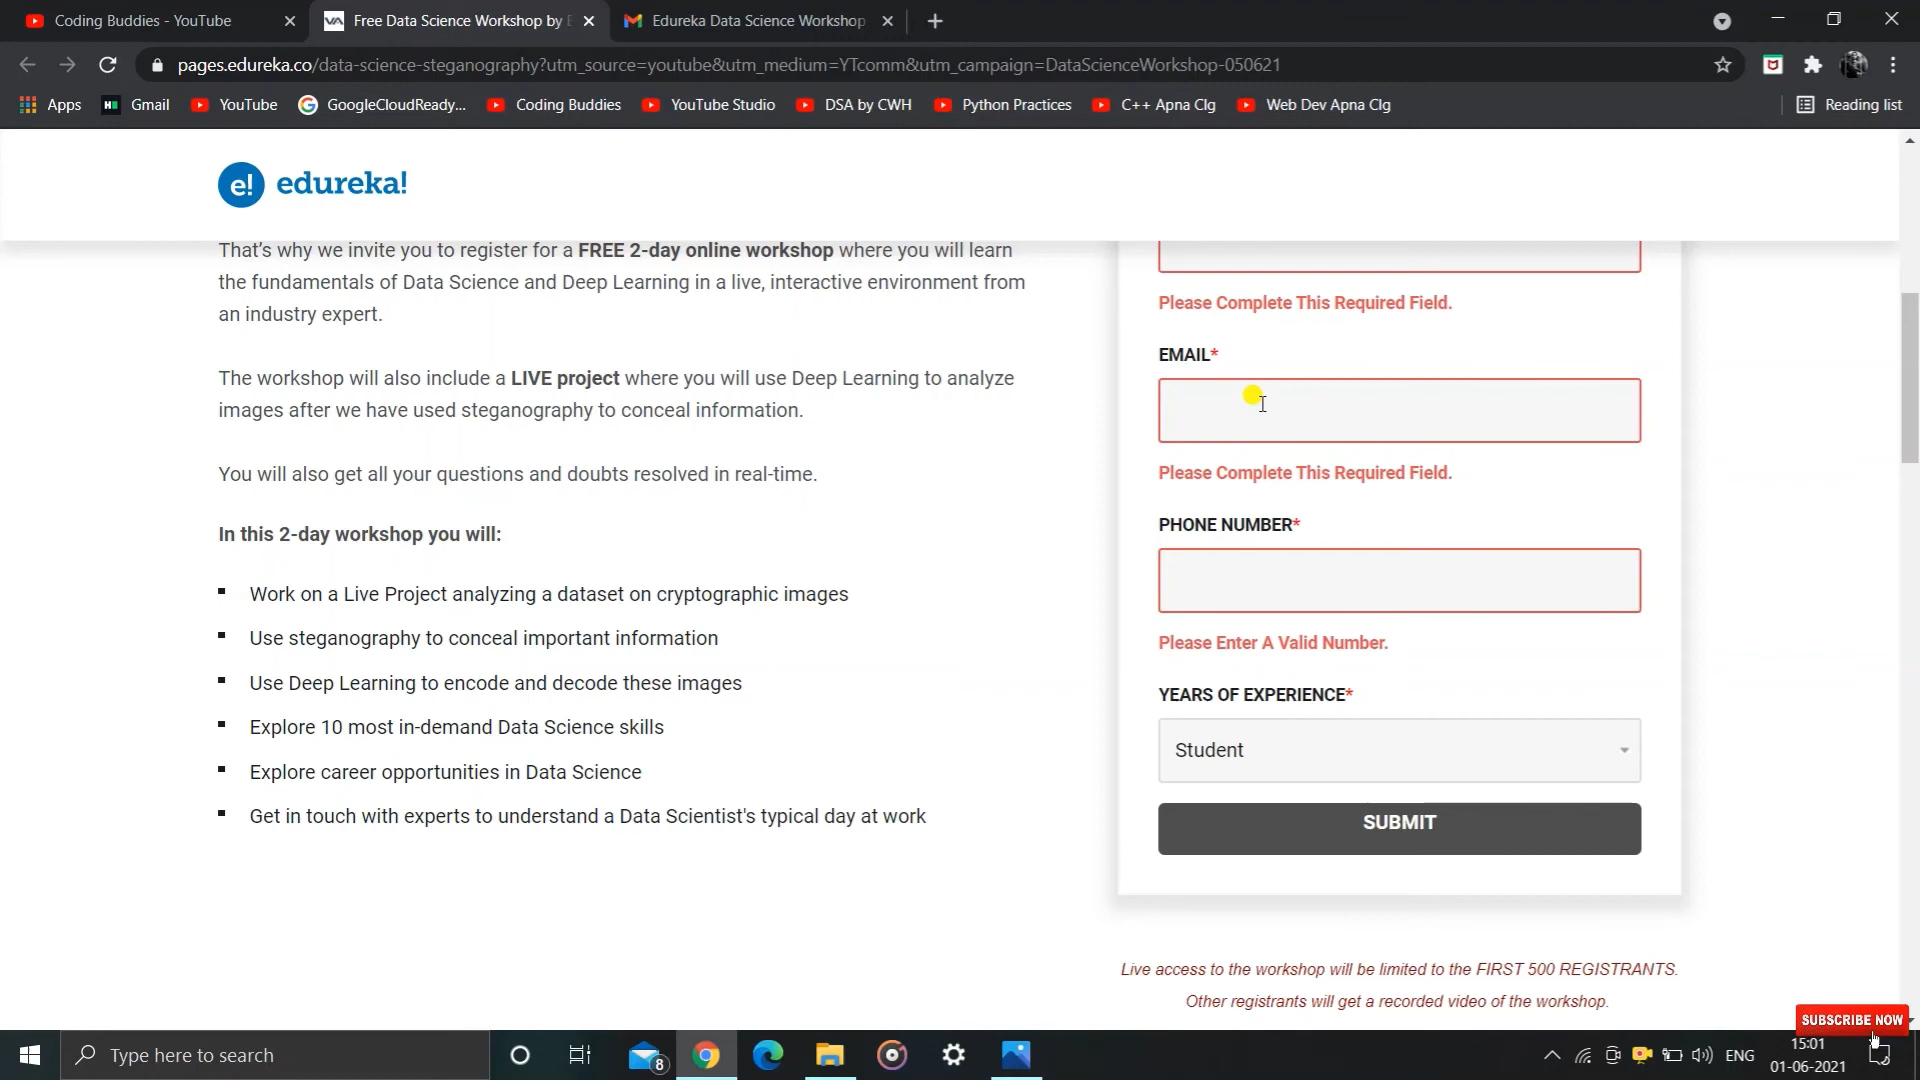 Coding Buddies - YouTube
Free Data Science Workshop by
Edureka Data Science Workshop
pages.edureka.co/data-science-steganography?utm_source=youtube&utm_medium=YTcomm&utm_campaign=DataScienceWorkshop-050621
Apps
Gmail
YouTube
GoogleCloudReady...
Coding Buddies
YouTube Studio
DSA by CWH
Python Practices
C++ Apna Clg
Web Dev Apna Clg
Reading list
e! edureka!
That's why we invite you to register for a FREE 2-day online workshop where you will learn
the fundamentals of Data Science and Deep Learning in a live, interactive environment from
an industry expert.
The workshop will also include a LIVE project where you will use Deep Learning to analyze
images after we have used steganography to conceal information.
You will also get all your questions and doubts resolved in real-time.
In this 2-day workshop you will:
Work on a Live Project analyzing a dataset on cryptographic images
Use steganography to conceal important information
Use Deep Learning to encode and decode these images
Explore 10 most in-demand Data Science skills
Explore career opportunities in Data Science
Get in touch with experts to understand a Data Scientist's typical day at work
Please Complete This Required Field.
EMAIL*
Please Complete This Required Field.
PHONE NUMBER*
Please Enter A Valid Number.
YEARS OF EXPERIENCE*
Student
SUBMIT
Live access to the workshop will be limited to the FIRST 500 REGISTRANTS.
Other registrants will get a recorded video of the workshop.
SUBSCRIBE NOW
Type here to search
8
ENG
15:01
01-06-2021